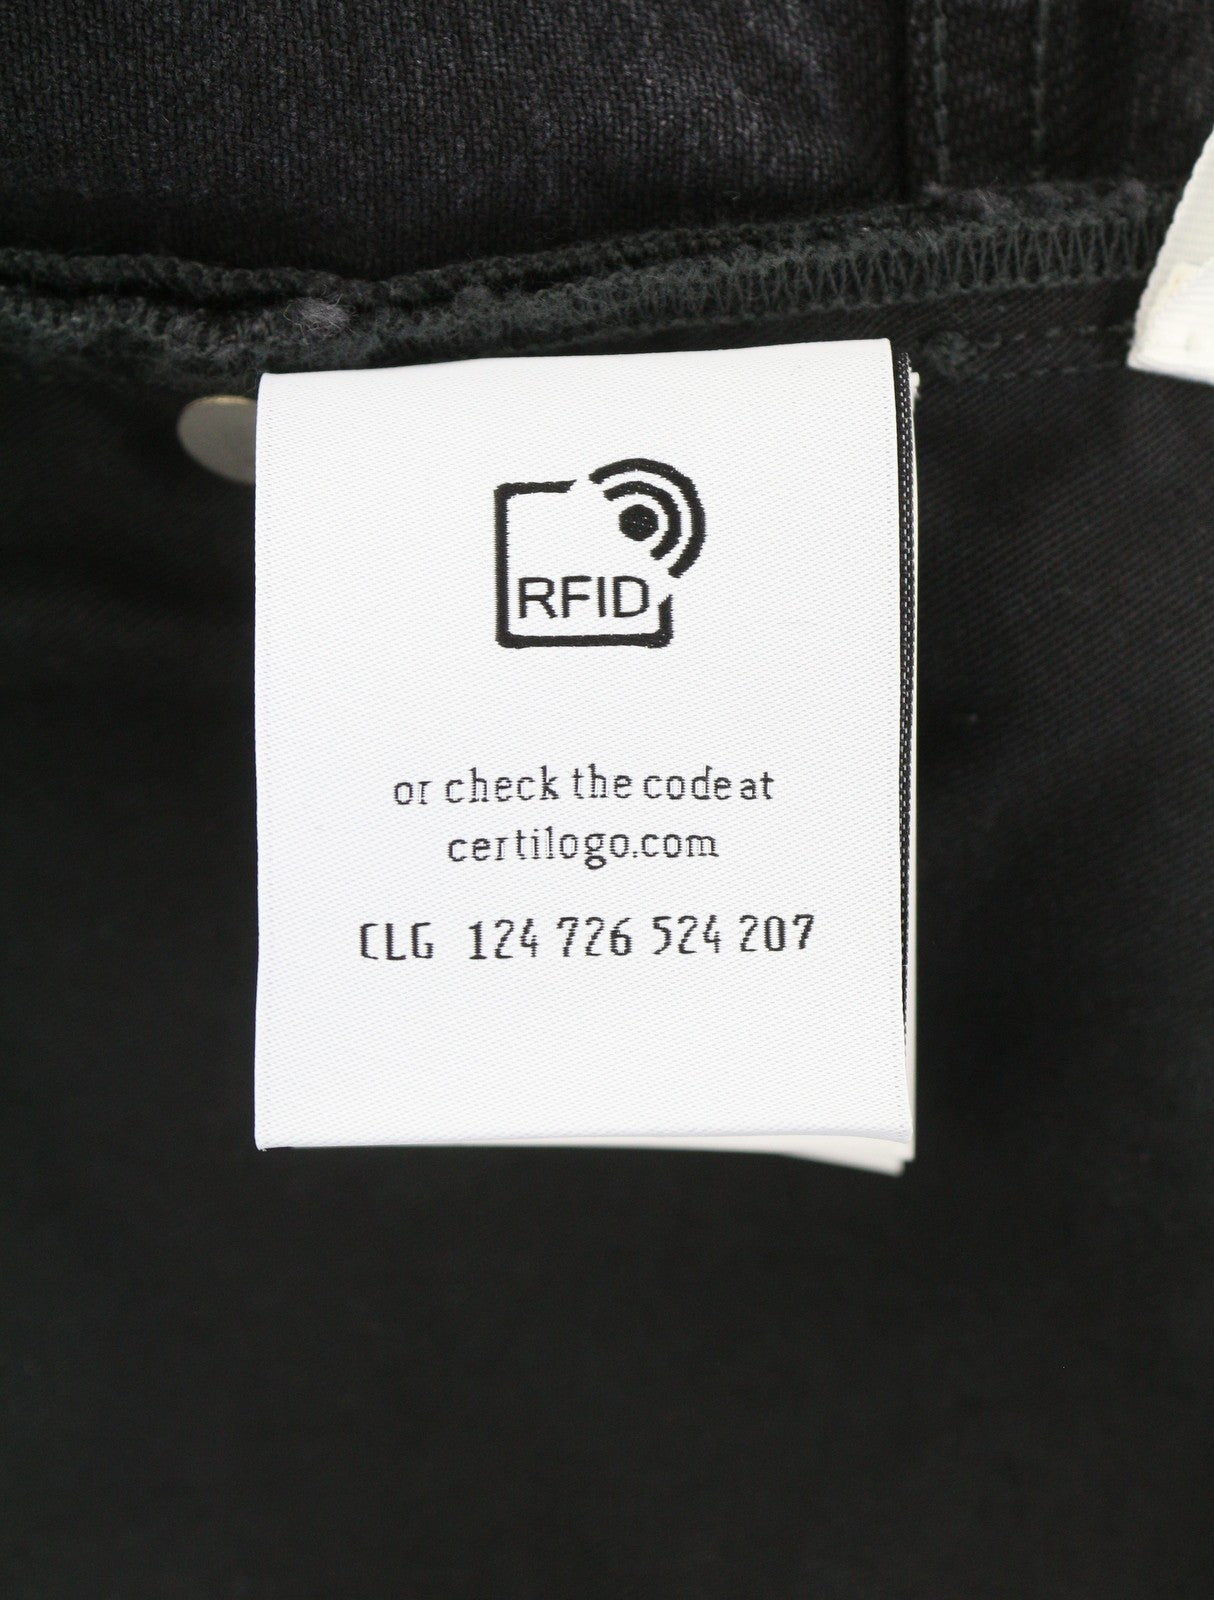 RFID
or check the code at
certilogo.com
CLG 124 726 524 207